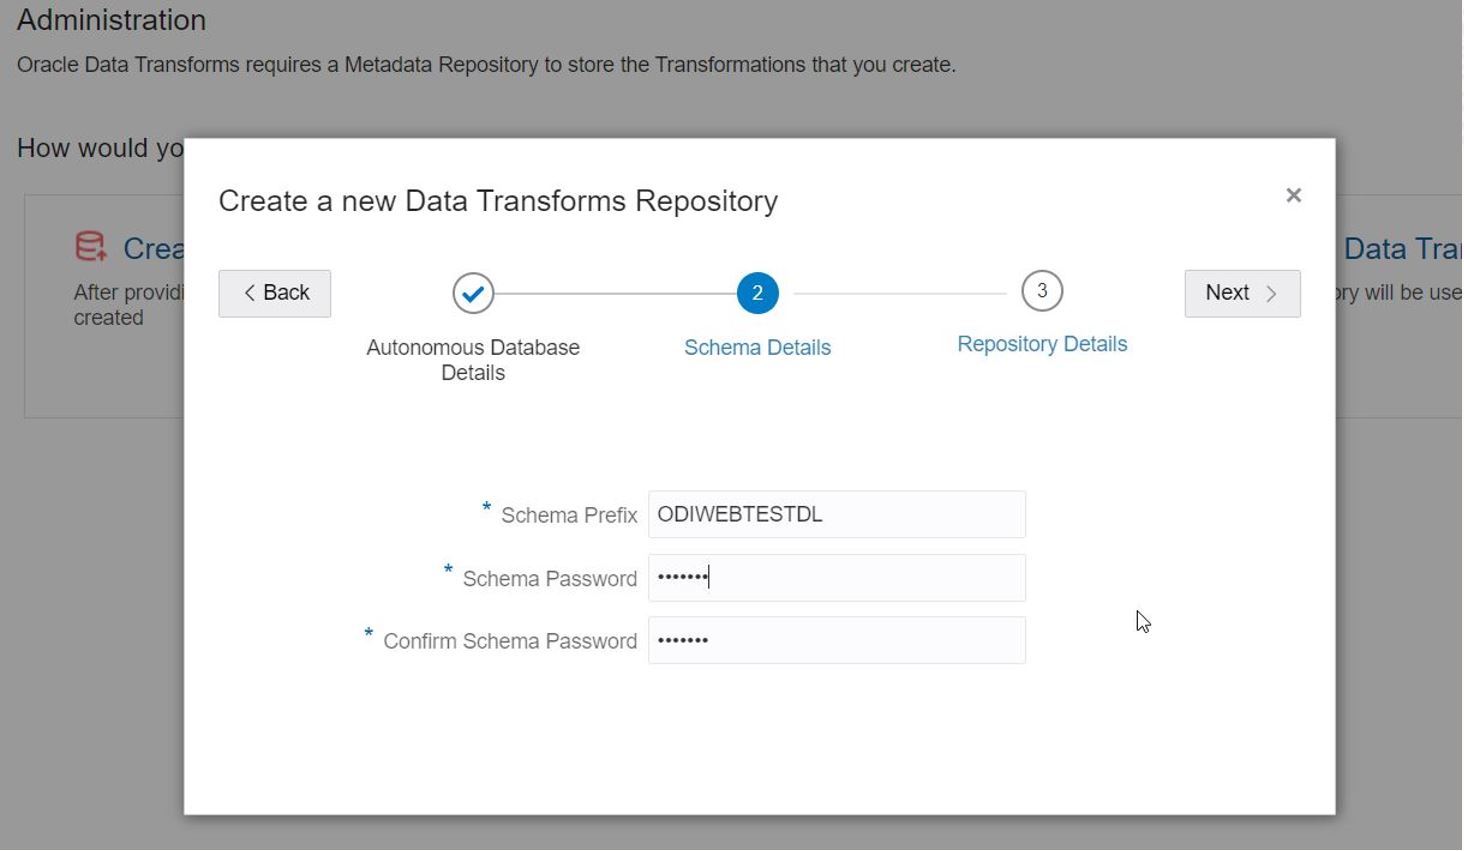 Administration
Oracle Data Transforms requires a Metadata Repository to store the Transformations that you create.
How would yo
Create a new Data Transforms Repository
Crea
After providi
created
Data Tra
ory will be use
Back
2
3
Next
Autonomous Database
Details
Schema Details
Repository Details
* Schema Prefix ODIWEBTESTDL
* Schema Password •••••••
* Confirm Schema Password •••••••